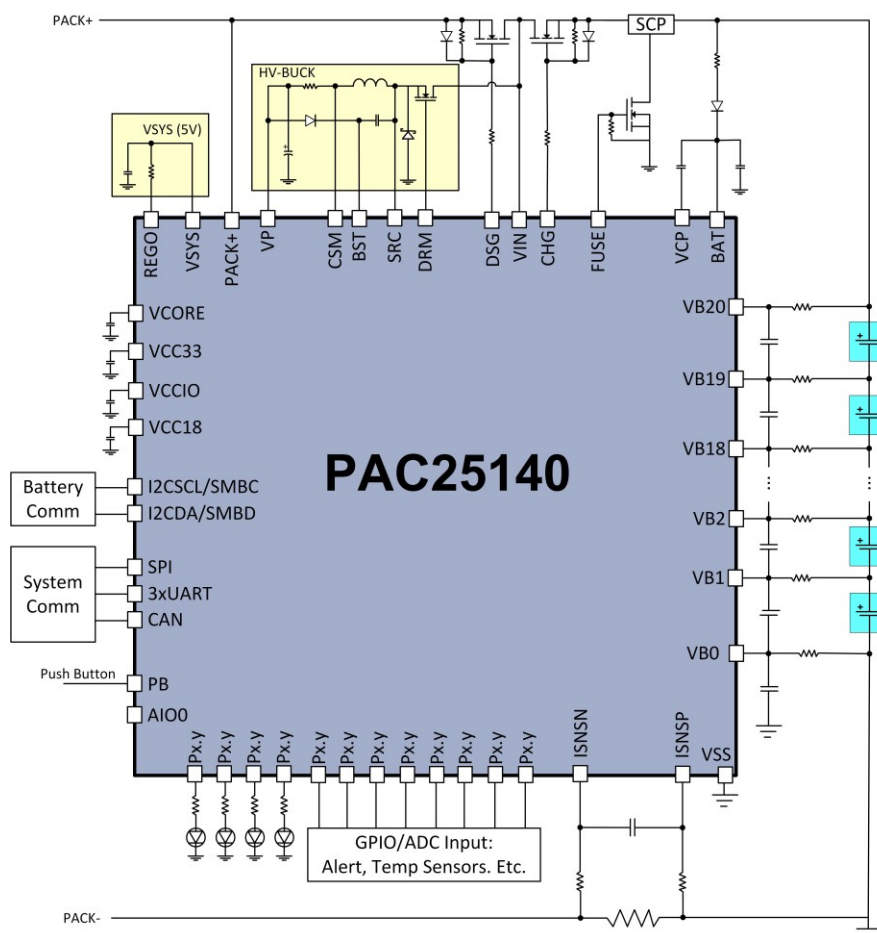 PACK+
SCP
HV-BUCK
VSYS (5V)
REGO
VSYS
PACK+
VP
CSM
BST
SRC
DRM
DSG
VIN
CHG
FUSE
VCP
BAT
VCORE
VCC33
VCCIO
VCC18
VB20
VB19
VB18
PAC25140
Battery
Comm
I2CSCL/SMBC
I2CDA/SMBD
VB2
VB1
VB0
System
Comm
SPI
3xUART
CAN
Push Button
PB
AIO0
Px.y
Px.y
Px.y
Px.y
Px.y
Px.y
Px.y
Px.y
Px.y
Px.y
Px.y
Px.y
ISNSN
ISNSP
VSS
GPIO/ADC Input:
Alert, Temp Sensors. Etc.
PACK-